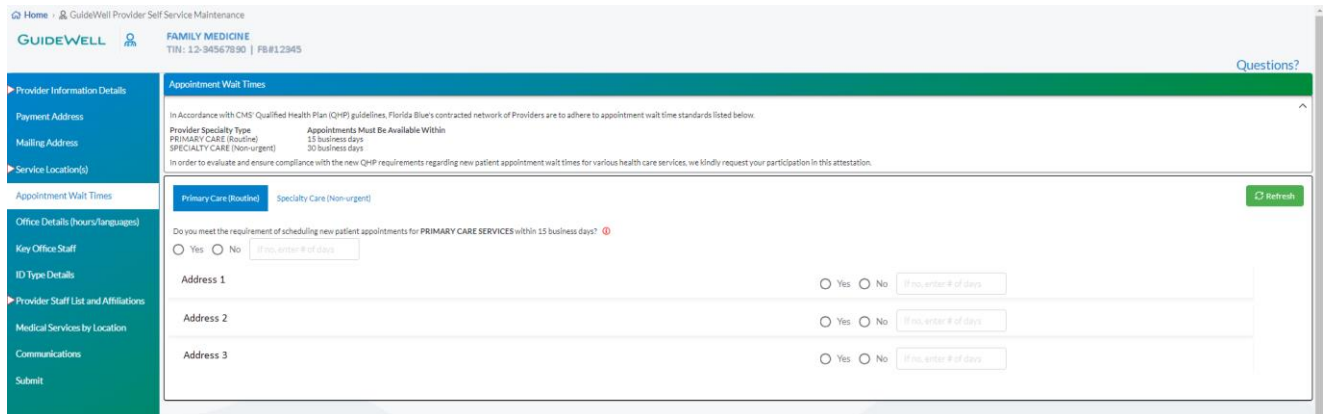 Home › GuideWell Provider Self Service Maintenance
GUIDEWELL
FAMILY MEDICINE
TIN: 12-34567890 | FB#12345
Questions?
Provider Information Details
Payment Address
Mailing Address
Service Location(s)
Appointment Wait Times
Office Details (hours/languages)
Key Office Staff
ID Type Details
Provider Staff List and Affiliations
Medical Services by Location
Communications
Submit
Appointment Wait Times
In Accordance with CMS' Qualified Health Plan (QHP) guidelines, Florida Blue's contracted network of Providers are to adhere to appointment wait time standards listed below.
Provider Specialty Type Appointments Must Be Available Within
PRIMARY CARE (Routine) 15 business days
SPECIALTY CARE (Non-urgent) 30 business days
In order to evaluate and ensure compliance with the new QHP requirements regarding new patient appointment wait times for various health care services, we kindly request your participation in this attestation.
Primary Care (Routine) Specialty Care (Non-urgent) Refresh
Do you meet the requirement of scheduling new patient appointments for PRIMARY CARE SERVICES within 15 business days?
Yes No If no, enter # of days
Address 1 Yes No If no, enter # of days
Address 2 Yes No If no, enter # of days
Address 3 Yes No If no, enter # of days